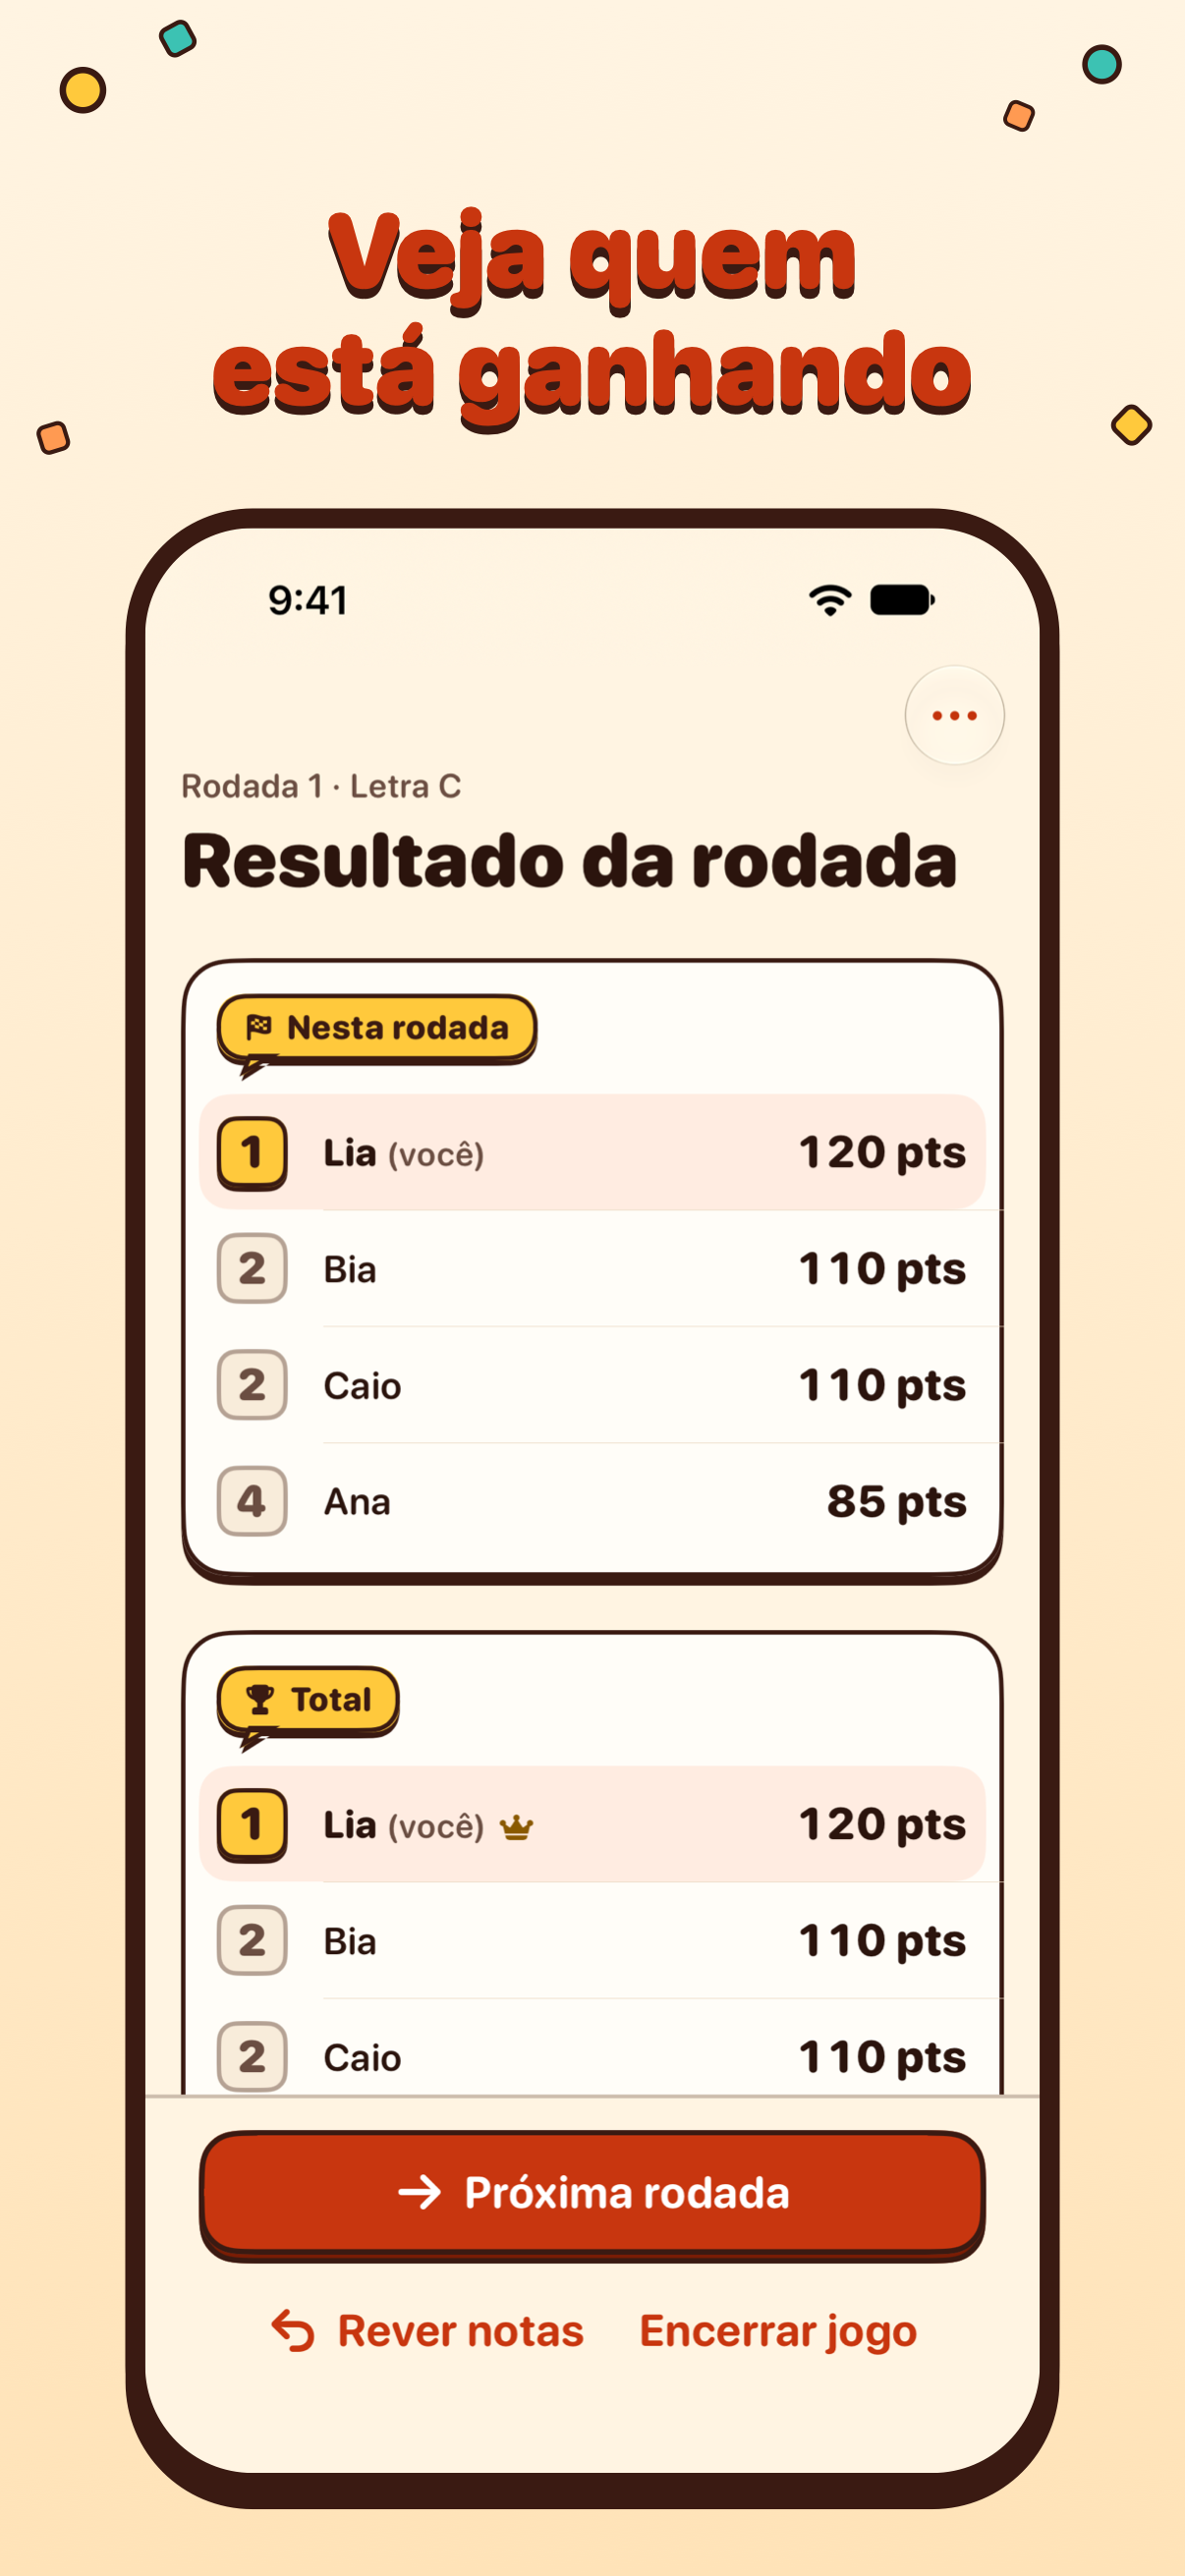 Veja quem
está ganhando
9:41
Rodada 1 · Letra C
Resultado da rodada
Nesta rodada
1 Lia (você) 120 pts
2 Bia 110 pts
2 Caio 110 pts
4 Ana 85 pts
Total
1 Lia (você) 120 pts
2 Bia 110 pts
2 Caio 110 pts
→ Próxima rodada
Rever notas Encerrar jogo